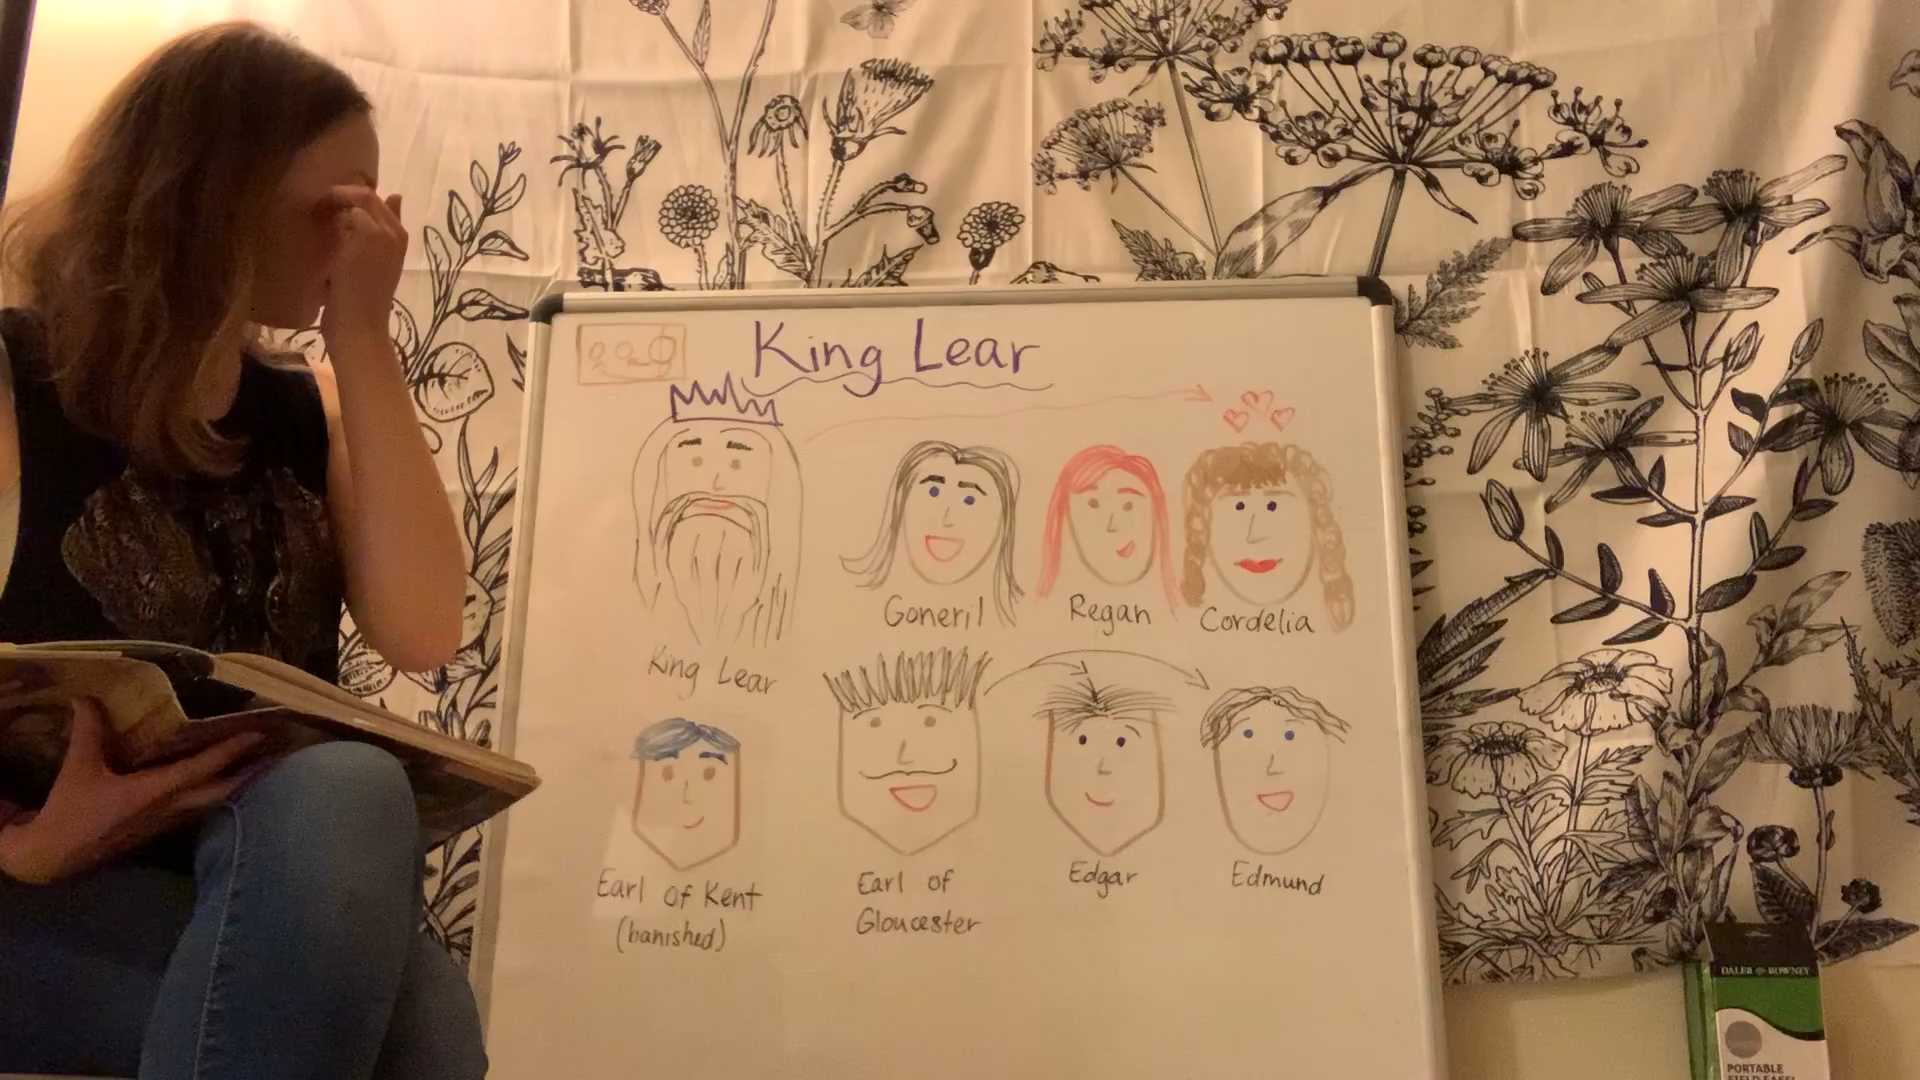 King Lear
Goneril
Regan
Cordelia
King Lear
Earl of Kent
(banished)
Earl of
Gloucester
Edgar
Edmund
DALER ROWNEY
PORTABLE